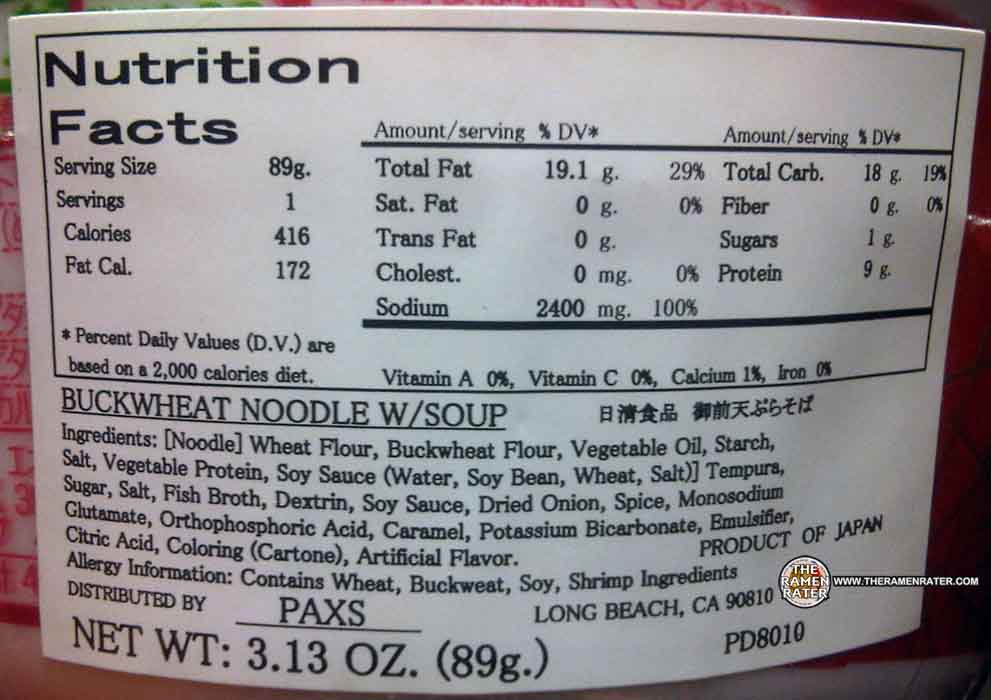 Nutrition
Facts
Serving Size 89g.
Servings 1
Calories 416
Fat Cal. 172
* Percent Daily Values (D.V.) are
based on a 2,000 calories diet.
Amount/serving % DV*
Total Fat 19.1 g. 29%
Sat. Fat 0 g. 0%
Trans Fat 0 g.
Cholest. 0 mg. 0%
Sodium 2400 mg. 100%
Amount/serving % DV*
Total Carb. 18 g. 19%
Fiber 0 g. 0%
Sugars 1 g.
Protein 9 g.
Vitamin A 0%, Vitamin C 0%, Calcium 1%, Iron 0%
BUCKWHEAT NOODLE W/SOUP 日清食品 御前天ぷらそば
Ingredients: [Noodle] Wheat Flour, Buckwheat Flour, Vegetable Oil, Starch,
Salt, Vegetable Protein, Soy Sauce (Water, Soy Bean, Wheat, Salt)] Tempura,
Sugar, Salt, Fish Broth, Dextrin, Soy Sauce, Dried Onion, Spice, Monosodium
Glutamate, Orthophosphoric Acid, Caramel, Potassium Bicarbonate, Emulsifier,
Citric Acid, Coloring (Cartone), Artificial Flavor.
PRODUCT OF JAPAN
Allergy Information: Contains Wheat, Buckweat, Soy, Shrimp Ingredients
DISTRIBUTED BY PAXS LONG BEACH, CA 90810
NET WT: 3.13 OZ. (89g.) PD8010
THE
RAMEN
RATER
WWW.THERAMENRATER.COM